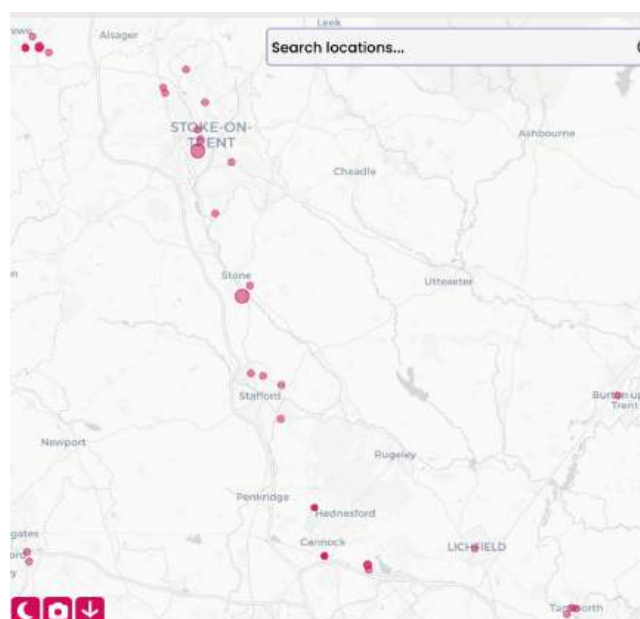 Leek
Alsager
Search locations...
STOKE-ON-
TRENT
Ashbourne
Cheadle
Stone
Uttoxeter
Stafford
Burton up
Trent
Newport
Rugeley
Penkridge
Hednesford
gates
Cannock
LICHFIELD
Tamworth